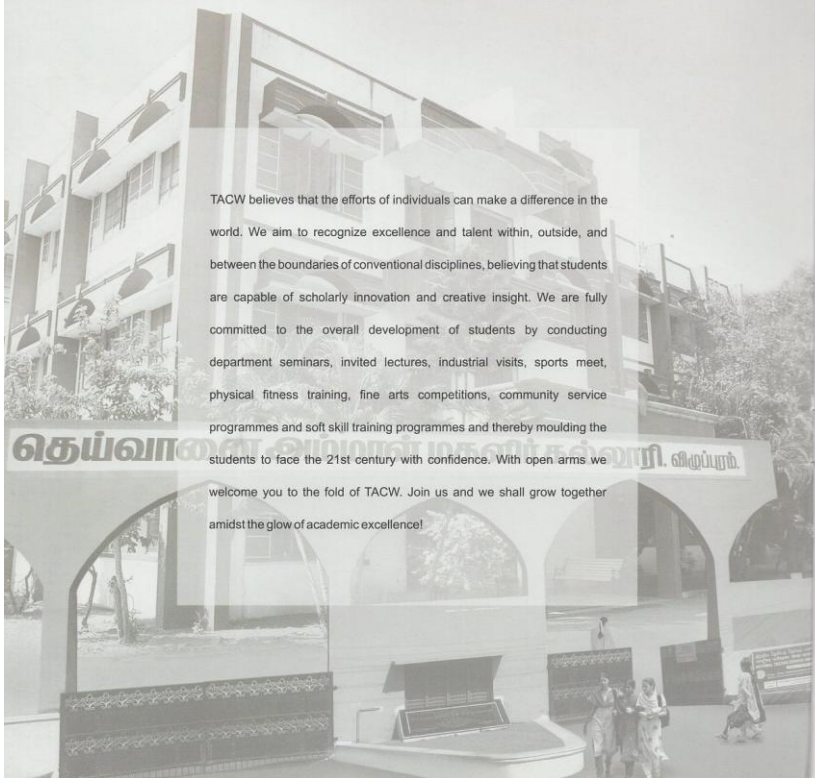 TACW believes that the efforts of individuals can make a difference in the
world. We aim to recognize excellence and talent within, outside, and
between the boundaries of conventional disciplines, believing that students
are capable of scholarly innovation and creative insight. We are fully
committed to the overall development of students by conducting
department seminars, invited lectures, industrial visits, sports meet,
physical fitness training, fine arts competitions, community service
programmes and soft skill training programmes and thereby moulding the
தெய்வானை அம்மாள் மகளிர் கல்லூரி. விழுப்புரம்.
students to face the 21st century with confidence. With open arms we
welcome you to the fold of TACW. Join us and we shall grow together
amidst the glow of academic excellence!